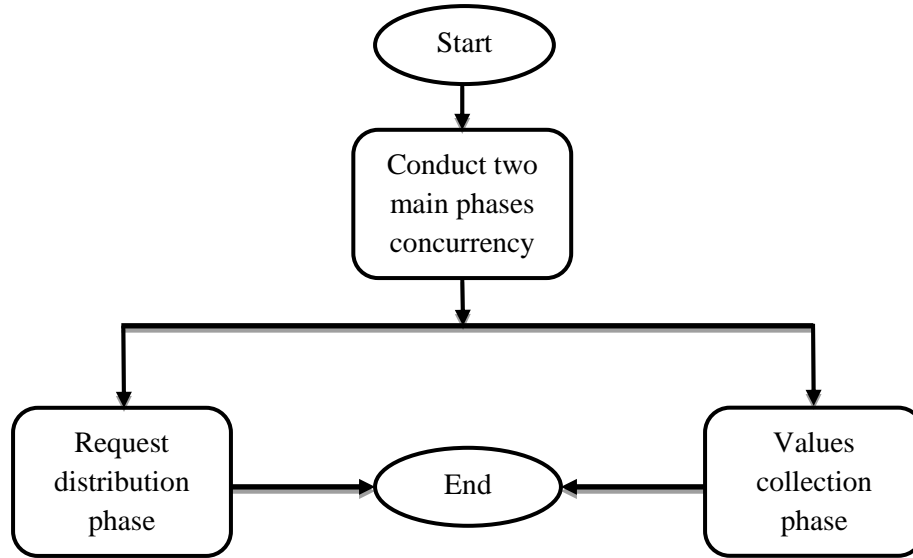 Start
Conduct two
main phases
concurrency
Request
distribution
phase
End
Values
collection
phase